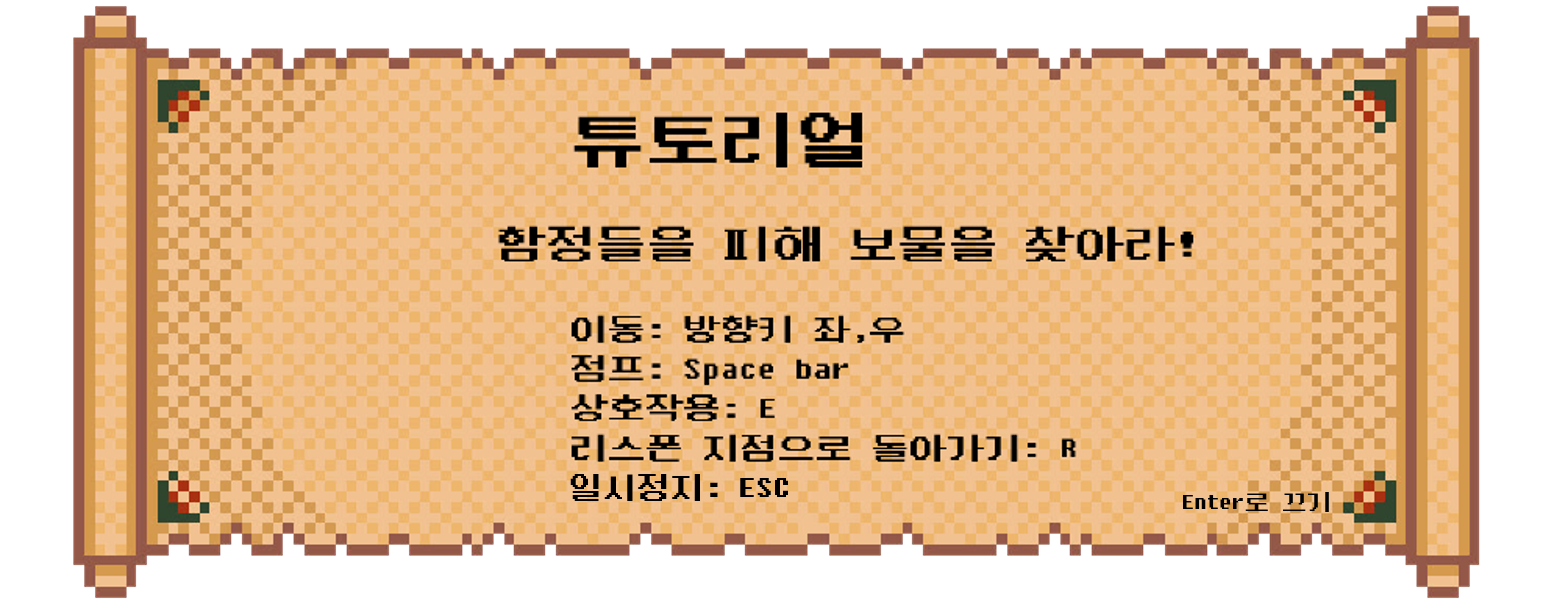 튜토리얼
함정들을 피해 보물을 찾아라!
이동: 방향키 좌,우
점프: Space bar
상호작용: E
리스폰 지점으로 돌아가기: R
일시정지: ESC
Enter로 끄기